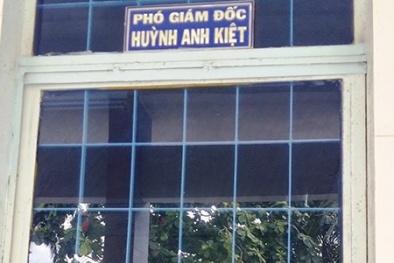 PHÓ GIÁM ĐỐC
HUỲNH ANH KIỆT